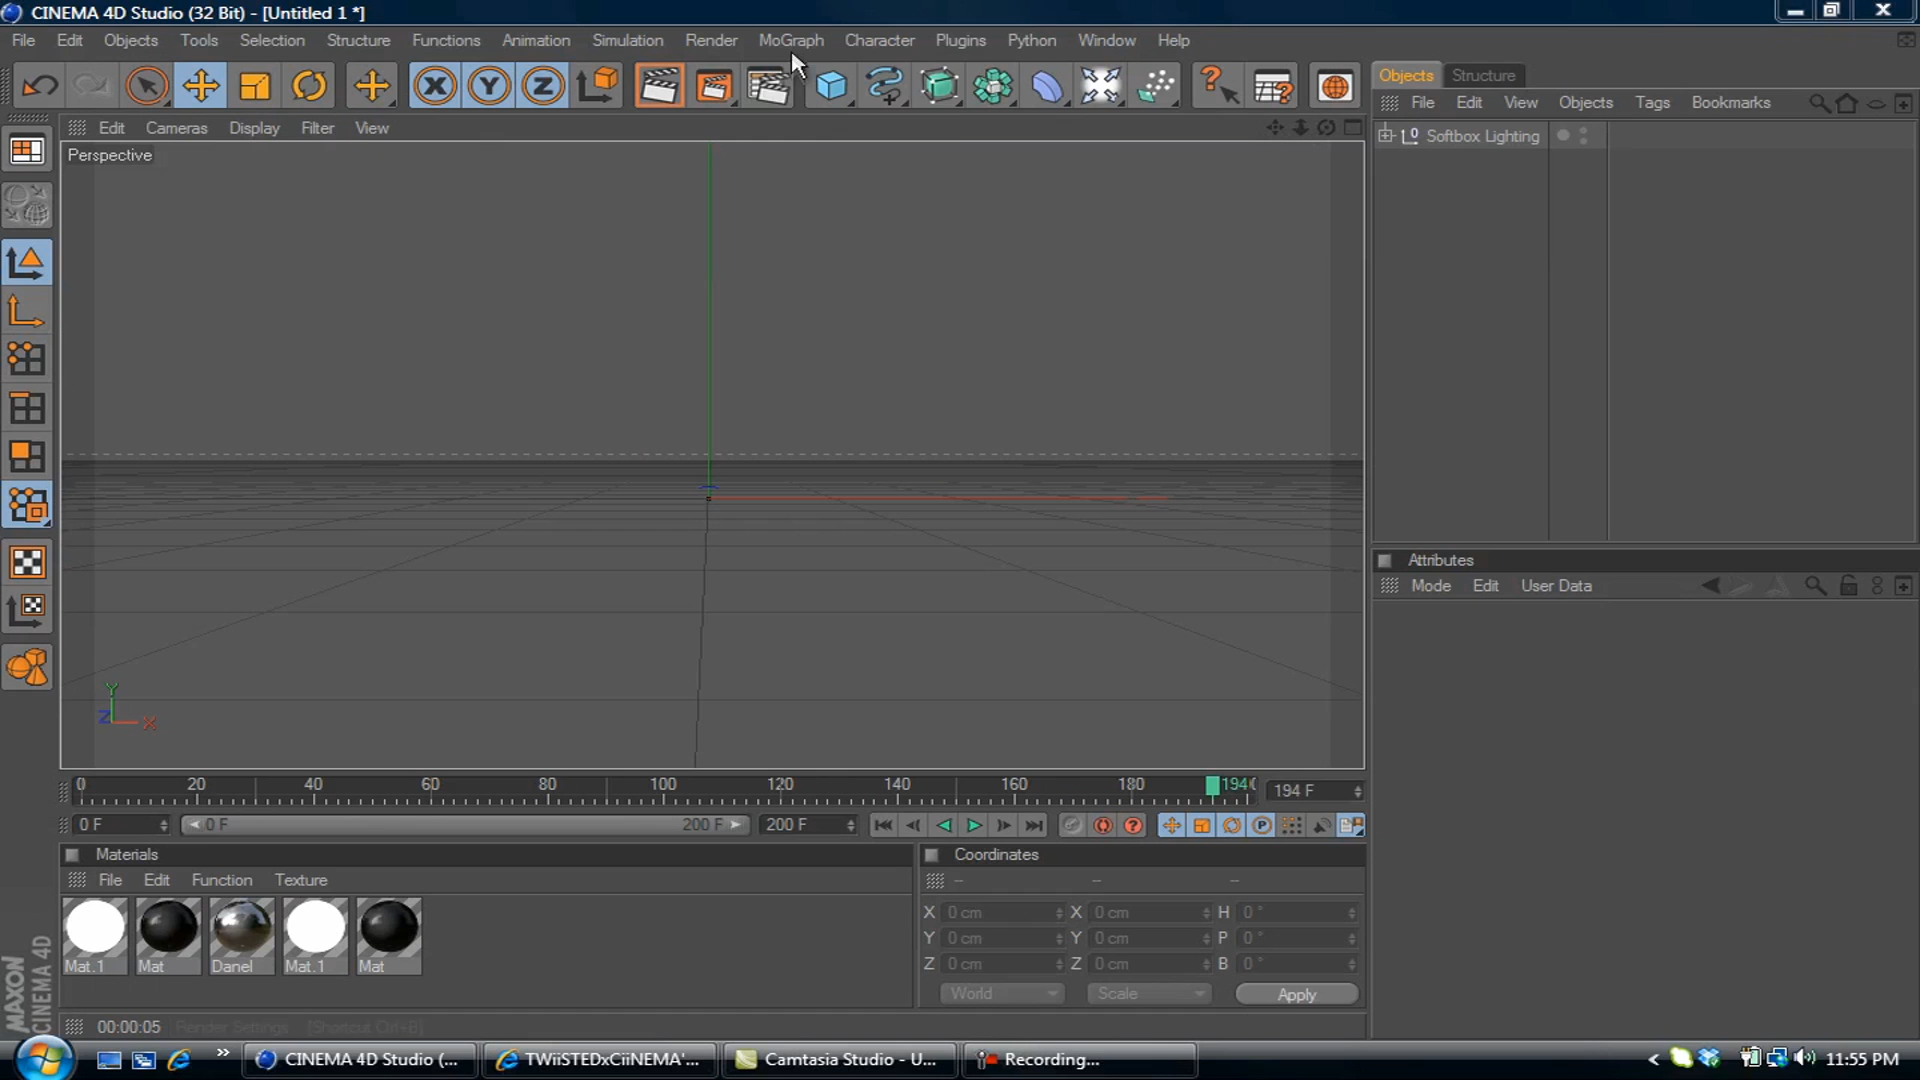 CINEMA 4D Studio (32 Bit) - [Untitled 1 *]
File Edit Objects Tools Selection Structure Functions Animation Simulation Render MoGraph Character Plugins Python Window Help
Objects Structure
File Edit View Objects Tags Bookmarks
Softbox Lighting
Edit Cameras Display Filter View
Perspective
Y
Z X
Attributes
Mode Edit User Data
0 20 40 60 80 100 120 140 160 180 194 194 F
0 F 0 F 200 F 200 F
Materials
File Edit Function Texture
Mat.1 Mat Danel Mat.1 Mat
Coordinates
-- -- --
X 0 cm X 0 cm H 0 °
Y 0 cm Y 0 cm P 0 °
Z 0 cm Z 0 cm B 0 °
World Scale Apply
MAXON
CINEMA 4D
00:00:05 Render Settings [Shortcut Ctrl+B]
CINEMA 4D Studio (... TWiiSTEDxCiiNEMA'... Camtasia Studio - U... Recording... 11:55 PM